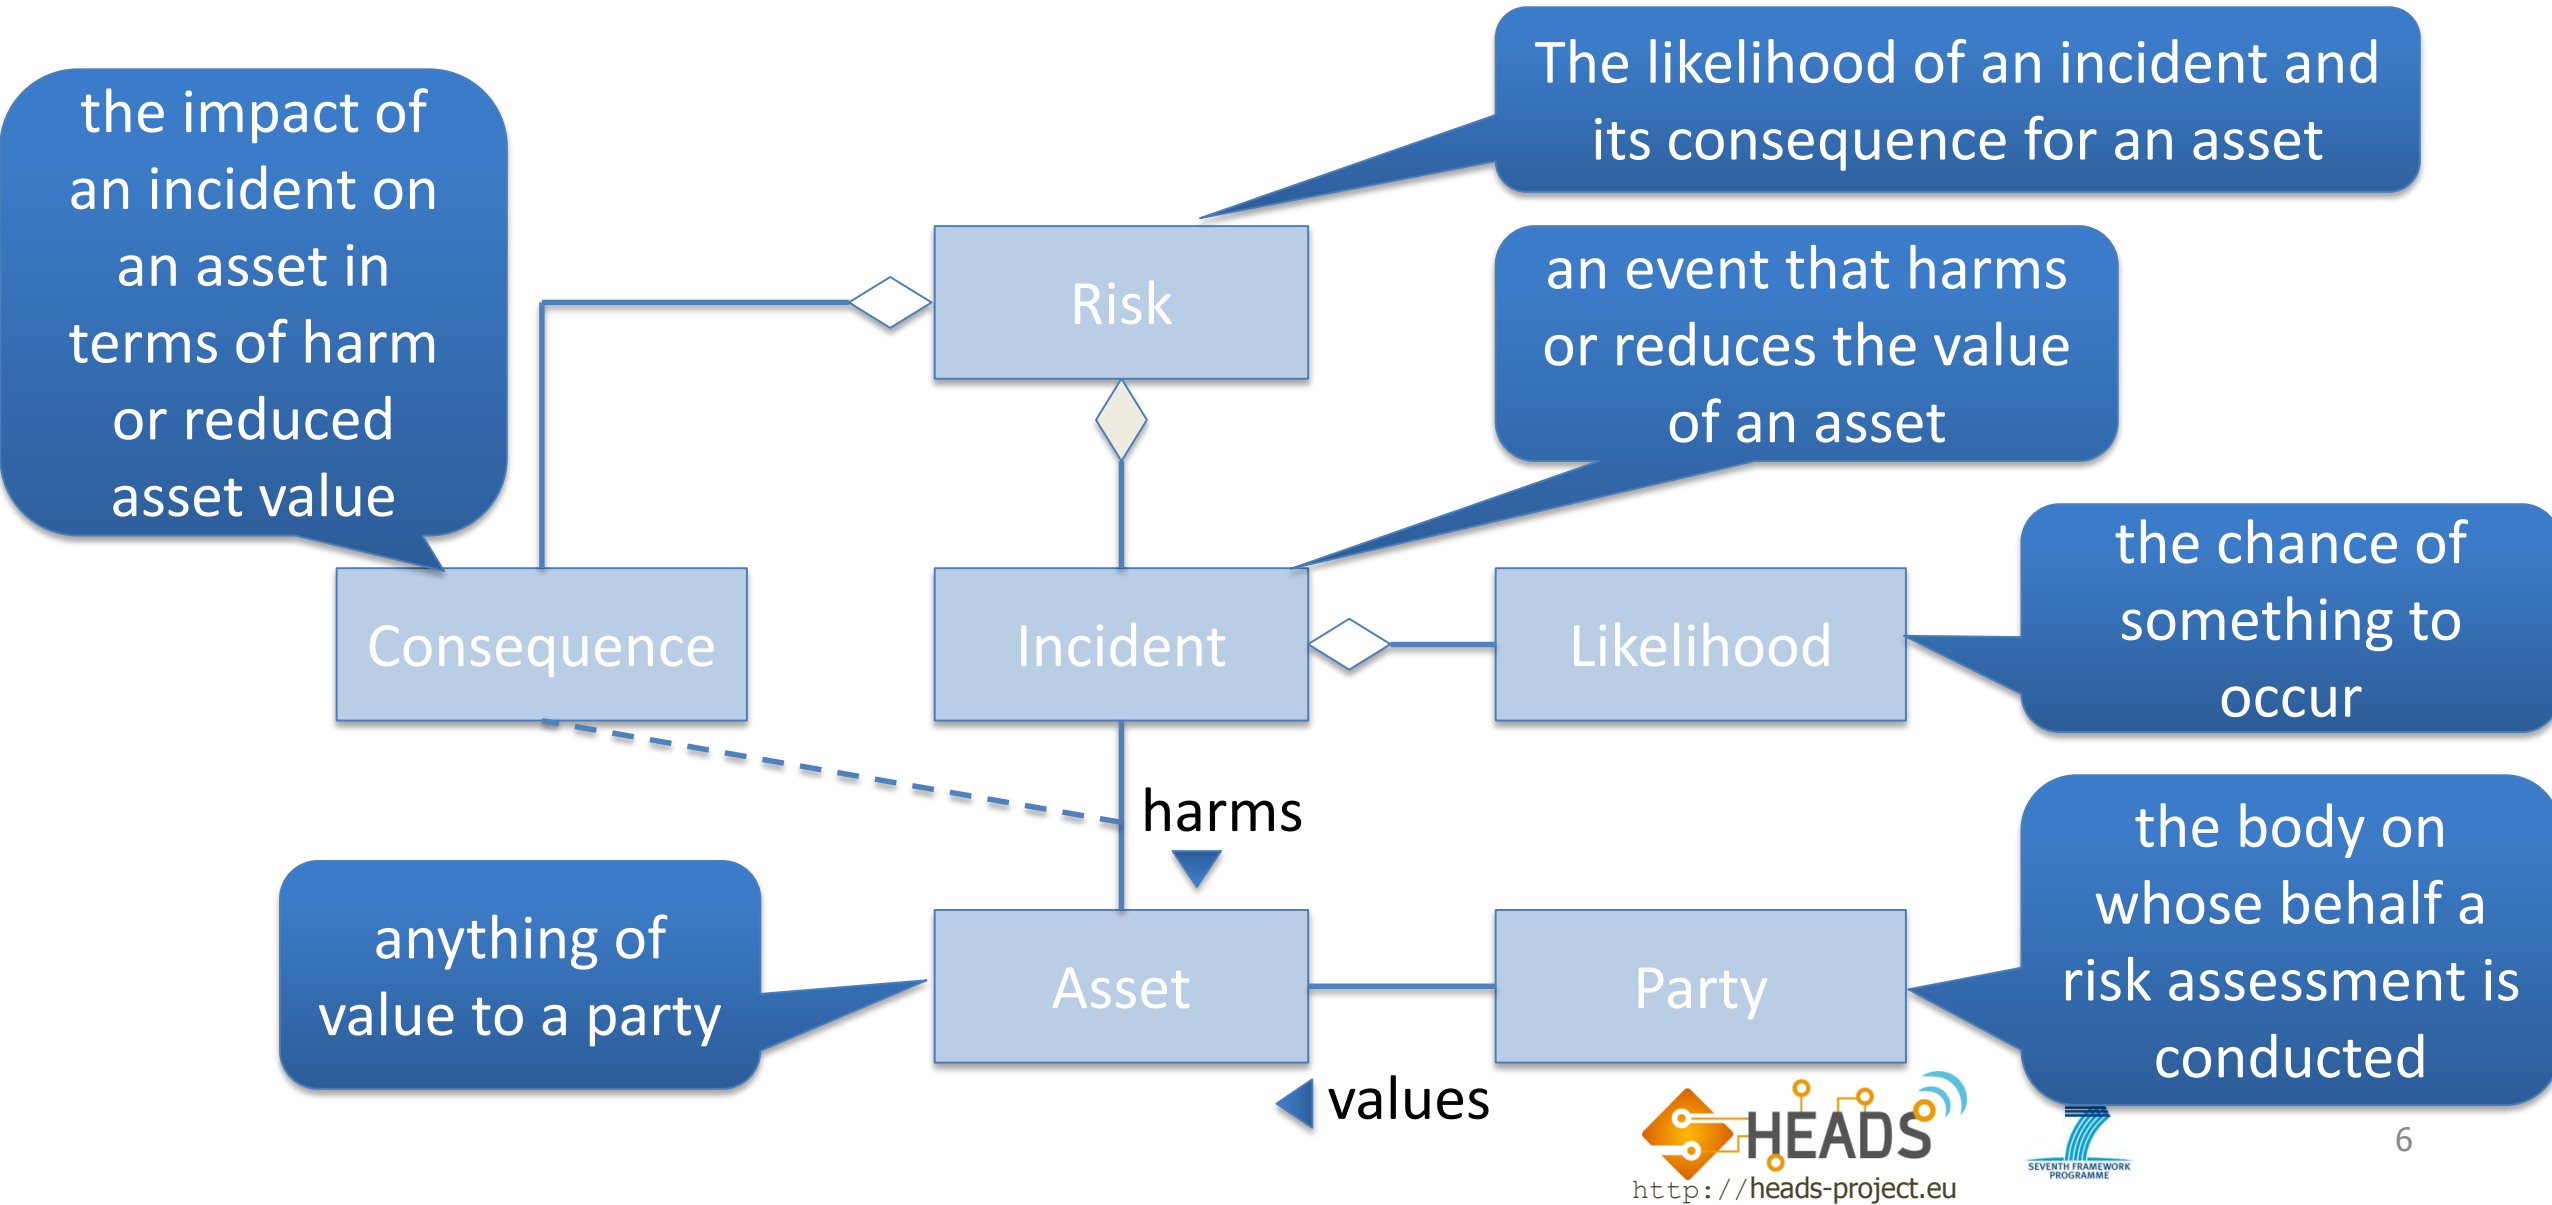 The likelihood of an incident and
its consequence for an asset
the impact of
an incident on
an asset in
terms of harm
or reduced
asset value
Risk
an event that harms
or reduces the value
of an asset
Consequence
Incident
Likelihood
the chance of
something to
occur
harms
anything of
value to a party
Asset
Party
the body on
whose behalf a
risk assessment is
conducted
values
HEADS
http://heads-project.eu
SEVENTH FRAMEWORK
PROGRAMME
6